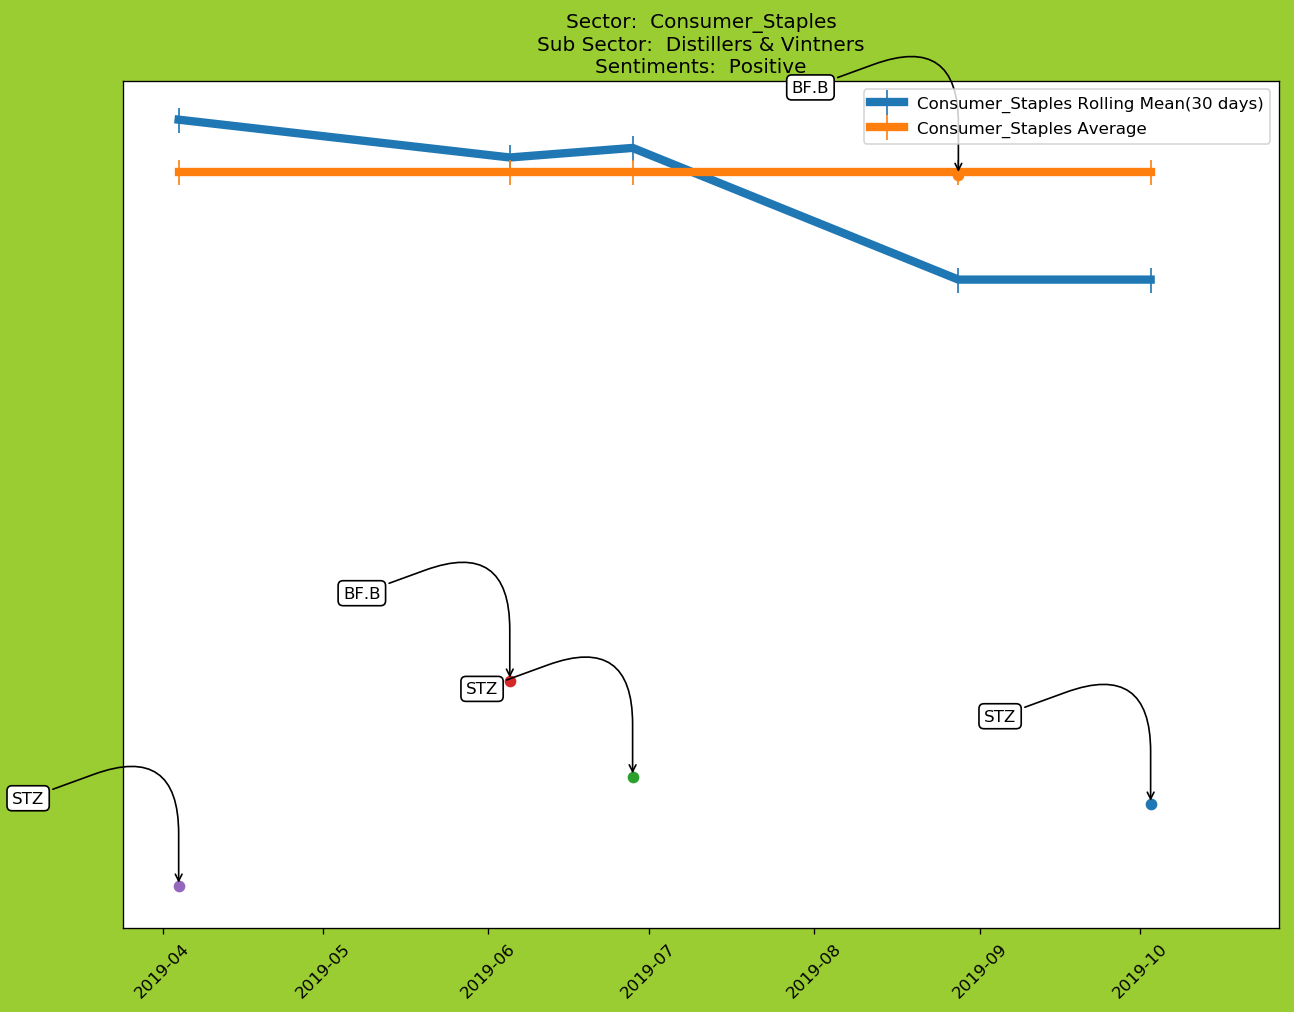 Sector:  Consumer_Staples
Sub Sector:  Distillers & Vintners
Sentiments:  Positive
BF.B
Consumer_Staples Rolling Mean(30 days)
Consumer_Staples Average
BF.B
STZ
STZ
STZ
2019-04
2019-05
2019-06
2019-07
2019-08
2019-09
2019-10